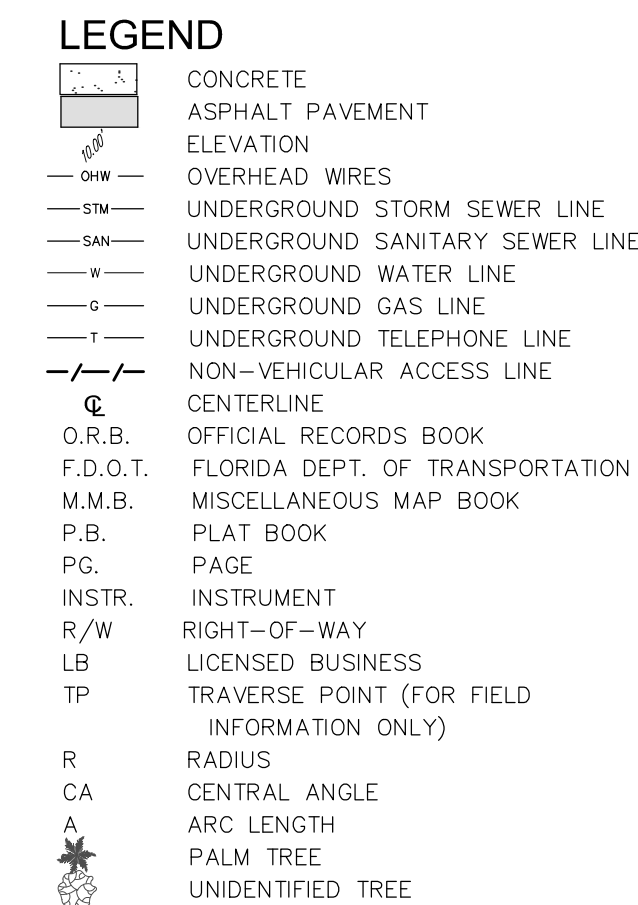 LEGEND
CONCRETE
ASPHALT PAVEMENT
10.00' ELEVATION
OHW OVERHEAD WIRES
STM UNDERGROUND STORM SEWER LINE
SAN UNDERGROUND SANITARY SEWER LINE
W UNDERGROUND WATER LINE
G UNDERGROUND GAS LINE
T UNDERGROUND TELEPHONE LINE
NON-VEHICULAR ACCESS LINE
℄ CENTERLINE
O.R.B. OFFICIAL RECORDS BOOK
F.D.O.T. FLORIDA DEPT. OF TRANSPORTATION
M.M.B. MISCELLANEOUS MAP BOOK
P.B. PLAT BOOK
PG. PAGE
INSTR. INSTRUMENT
R/W RIGHT-OF-WAY
LB LICENSED BUSINESS
TP TRAVERSE POINT (FOR FIELD
INFORMATION ONLY)
R RADIUS
CA CENTRAL ANGLE
A ARC LENGTH
PALM TREE
UNIDENTIFIED TREE